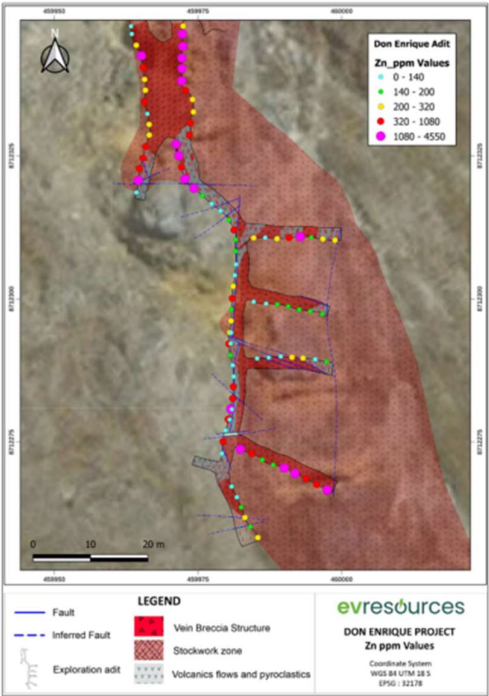 459950
459975
460000
N
Don Enrique Adit
Zn_ppm Values
0 - 140
140 - 200
200 - 320
320 - 1080
1080 - 4550
8712325
8712325
8712300
8712300
8712275
8712275
0 10 20 m
459950
459975
460000
LEGEND
Fault
Inferred Fault
Exploration adit
Vein Breccia Structure
Stockwork zone
Volcanics flows and pyroclastics
evresources
DON ENRIQUE PROJECT
Zn ppm Values
Coordinate System
WGS 84 UTM 18 S
EPSG : 32178